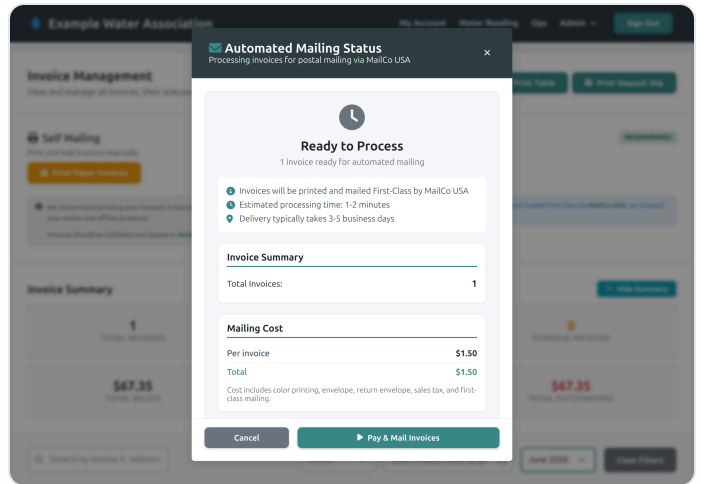 Example Water Association
My Account Meter Reading Ops Admin
Sign Out
Automated Mailing Status
Processing invoices for postal mailing via MailCo USA
×
Invoice Management
View and manage all invoices, their
Print Table
Print Deposit Slip
Self Mailing
Print and mail invoices manually.
Print Paper Invoices
Ready to Process
1 invoice ready for automated mailing
Invoices will be printed and mailed First-Class by MailCo USA
Estimated processing time: 1-2 minutes
Delivery typically takes 3-5 business days
Invoice Summary
Total Invoices: 1
Invoice Summary
Hide Summary
1
TOTAL INVOICES
0
OVERDUE INVOICES
Mailing Cost
Per invoice $1.50
Total $1.50
Cost includes color printing, envelope, return envelope, sales tax, and first-
class mailing.
$67.35
TOTAL BILLED
$67.35
TOTAL OUTSTANDING
Cancel
Pay & Mail Invoices
June 2026
Clear Filters